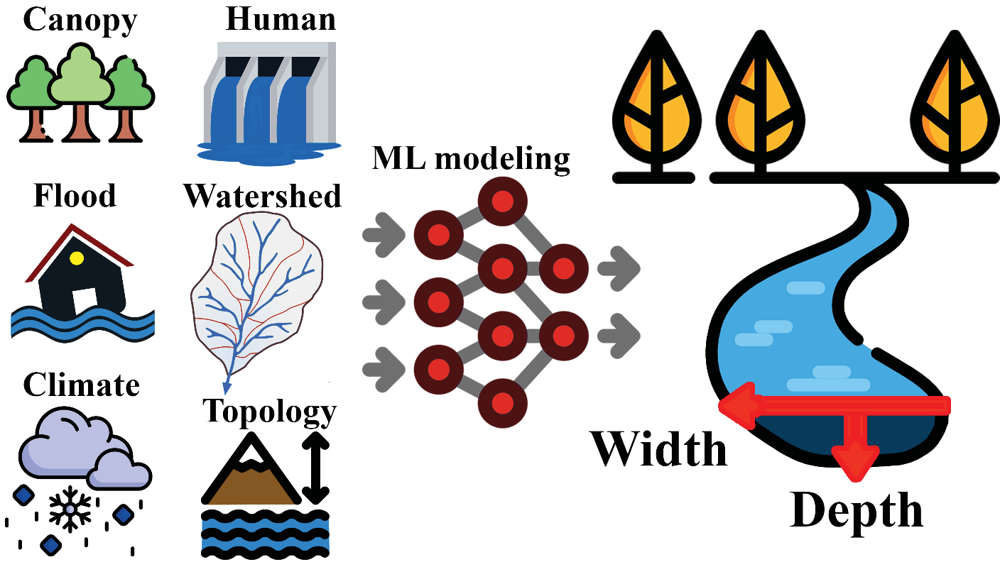 Canopy
Human
Flood
Watershed
Climate
Topology
ML modeling
Width
Depth